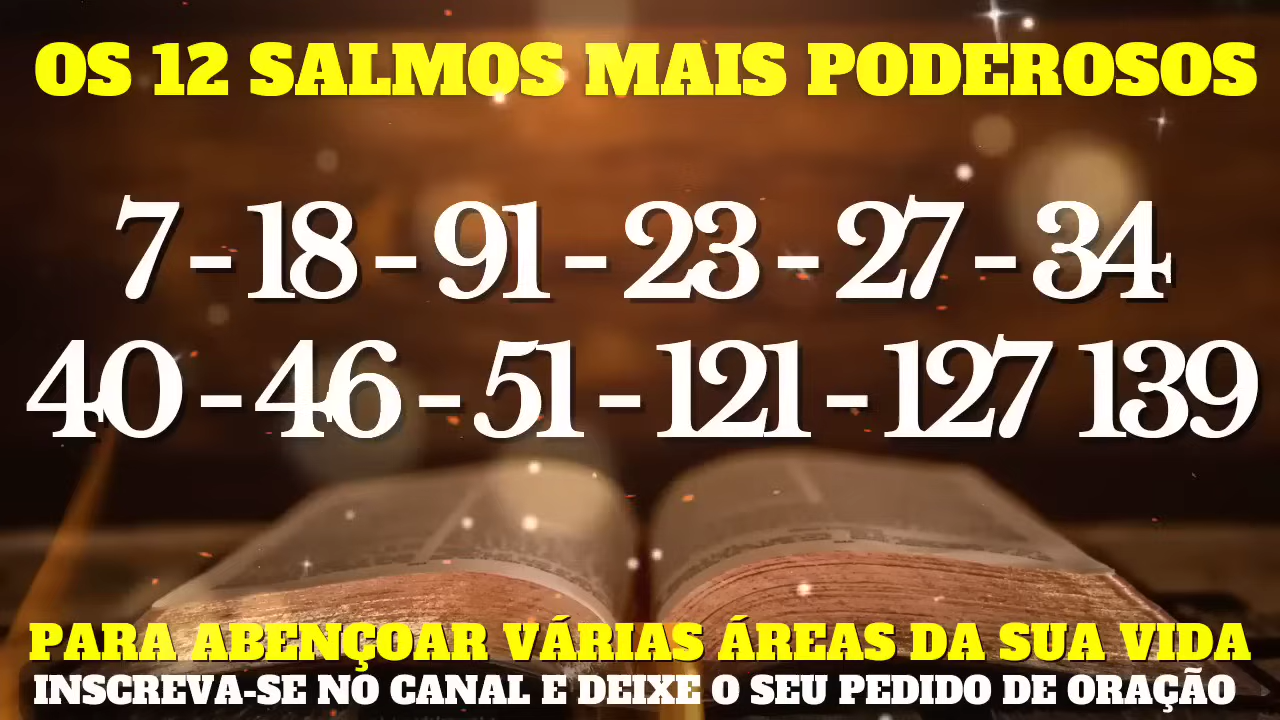 OS 12 SALMOS MAIS PODEROSOS
7 - 18 - 91 - 23 - 27 - 34
40 - 46 - 51 - 121 - 127 139
PARA ABENÇOAR VÁRIAS ÁREAS DA SUA VIDA
INSCREVA-SE NO CANAL E DEIXE O SEU PEDIDO DE ORAÇÃO